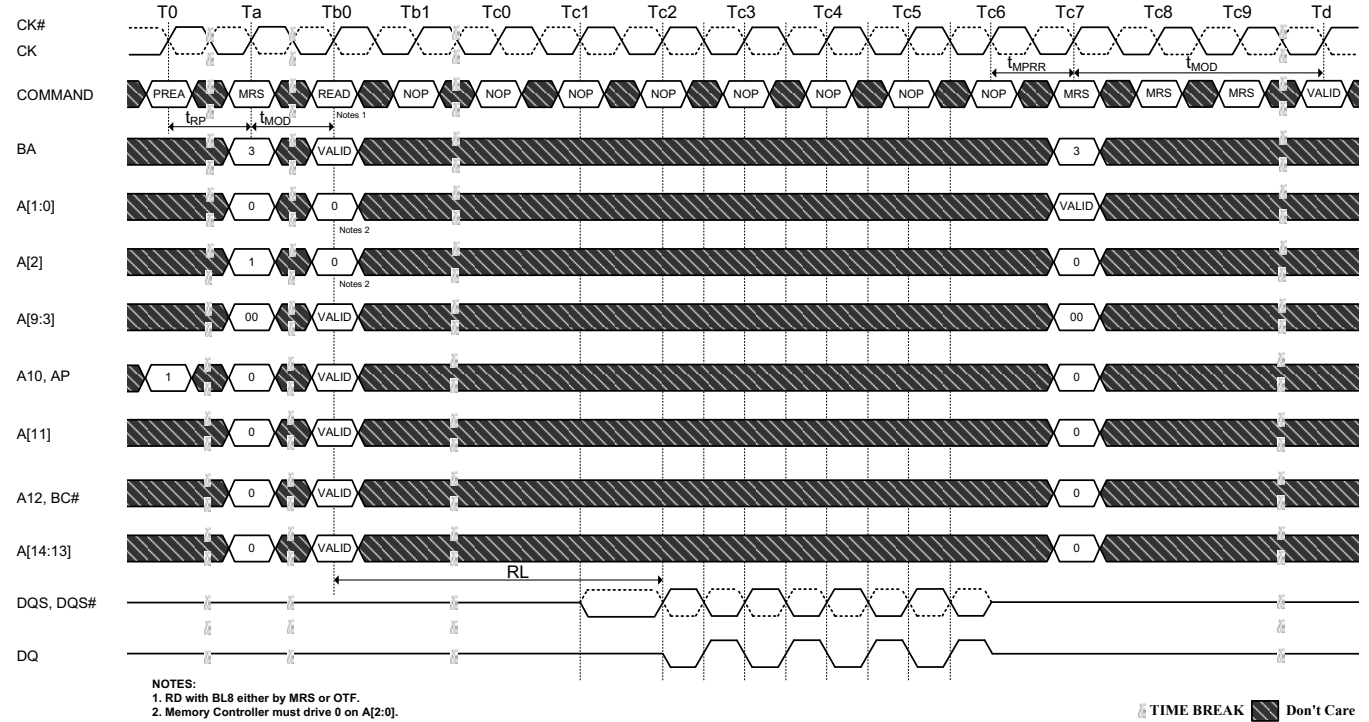 T0 Ta Tb0 Tb1 Tc0 Tc1 Tc2 Tc3 Tc4 Tc5 Tc6 Tc7 Tc8 Tc9 Td
CK#
CK
tMPRR tMOD
COMMAND PREA MRS READ NOP NOP NOP NOP NOP NOP NOP NOP MRS MRS MRS VALID
tRP tMOD Notes 1
BA 3 VALID 3
A[1:0] 0 0 VALID
Notes 2
A[2] 1 0 0
Notes 2
A[9:3] 00 VALID 00
A10, AP 1 0 VALID 0
A[11] 0 VALID 0
A12, BC# 0 VALID 0
A[14:13] 0 VALID 0
RL
DQS, DQS#
DQ
NOTES:
1. RD with BL8 either by MRS or OTF.
2. Memory Controller must drive 0 on A[2:0].
TIME BREAK Don't Care